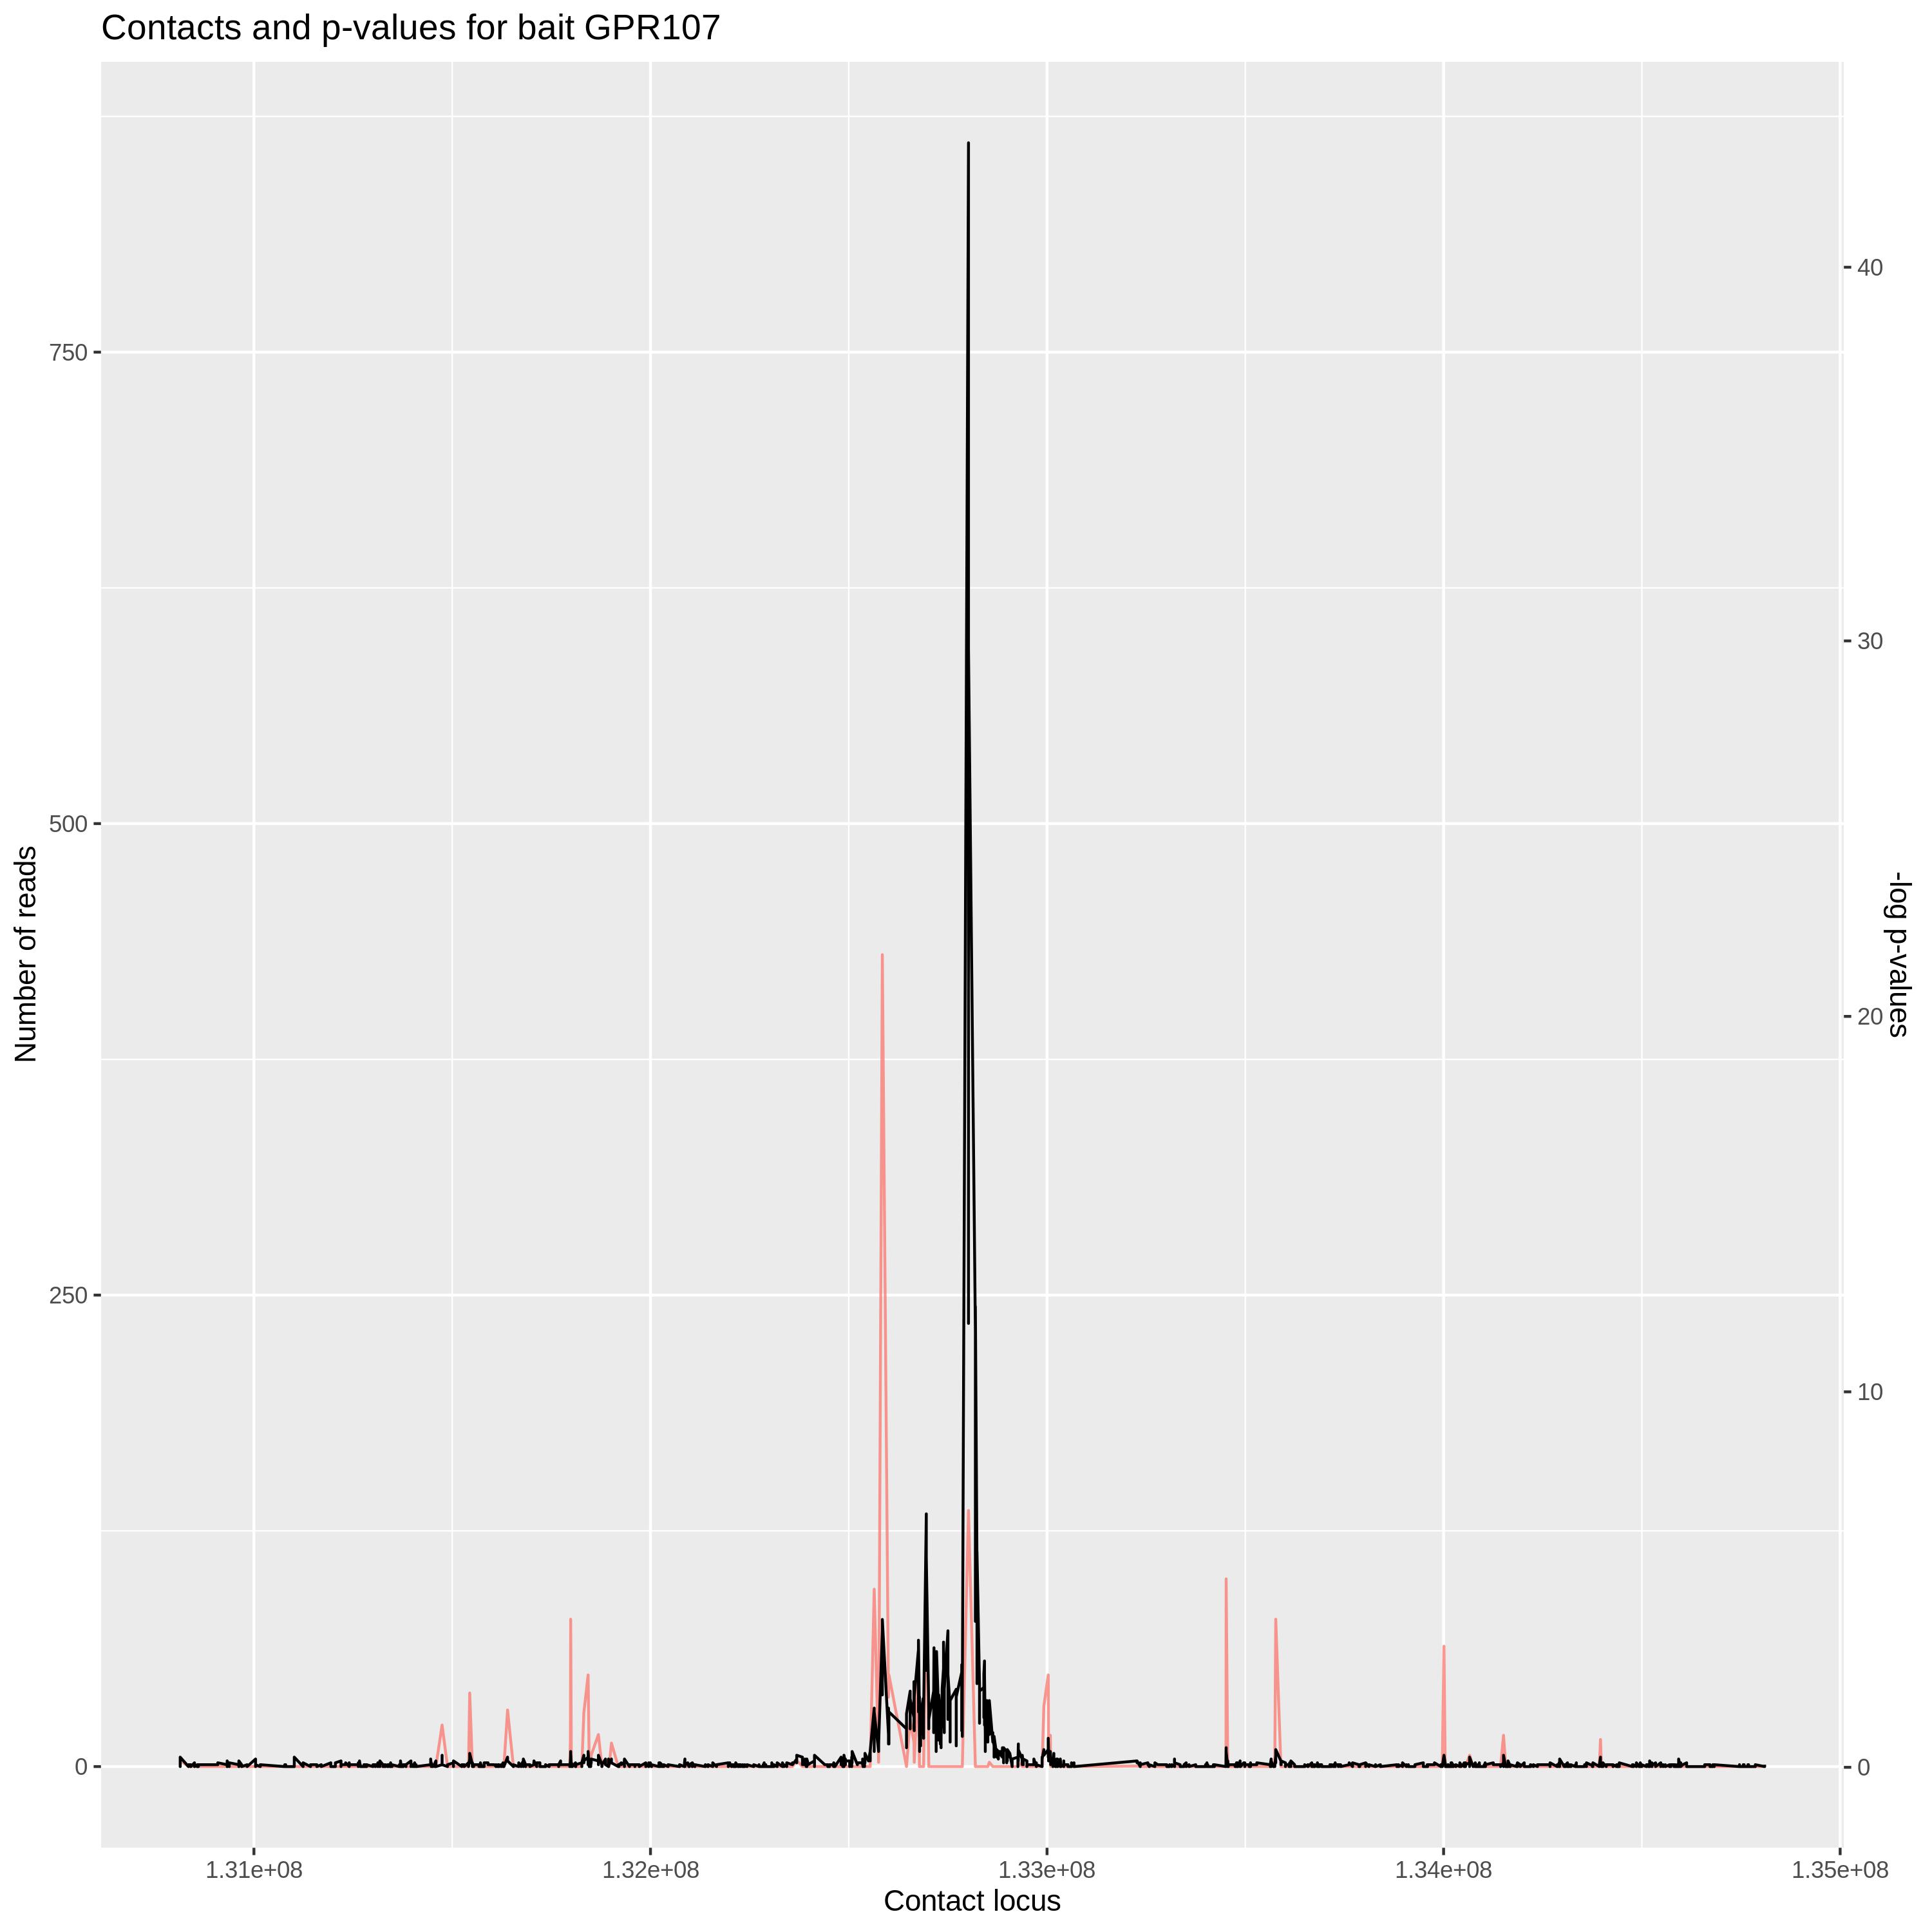 Contacts and p-values for bait GPR107
Number of reads
750
500
250
0
40
30
20
10
0
-log p-values
1.31e+08
1.32e+08
1.33e+08
1.34e+08
1.35e+08
Contact locus